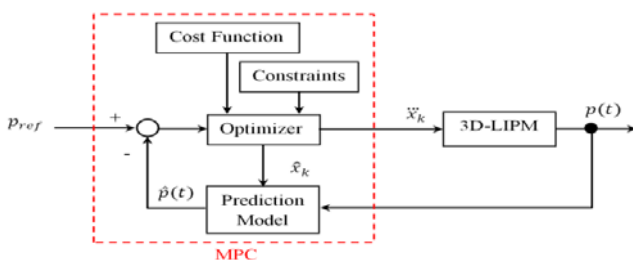 Cost Function
Constraints
p_ref
+
-
Optimizer
ẍ_k
3D-LIPM
p(t)
x̂_k
p̂(t)
Prediction
Model
MPC